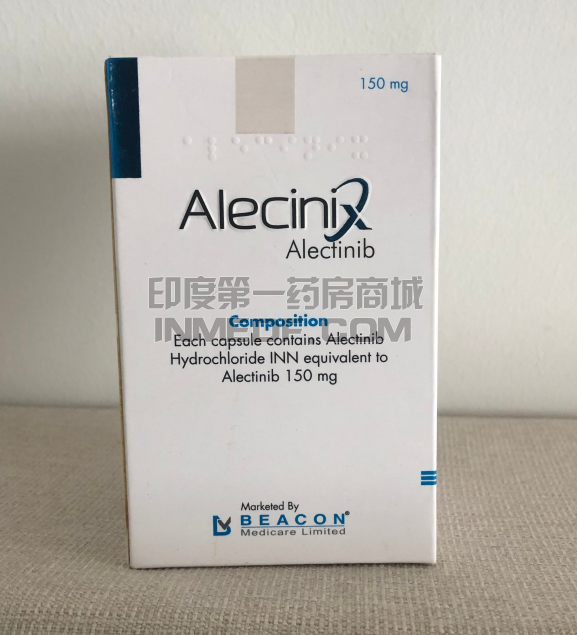 150 mg
Alecinix
Alectinib
印度第一药房商城
INMEDE.COM
Composition
Each capsule contains Alectinib
Hydrochloride INN equivalent to
Alectinib 150 mg
Marketed By
BEACON®
Medicare Limited